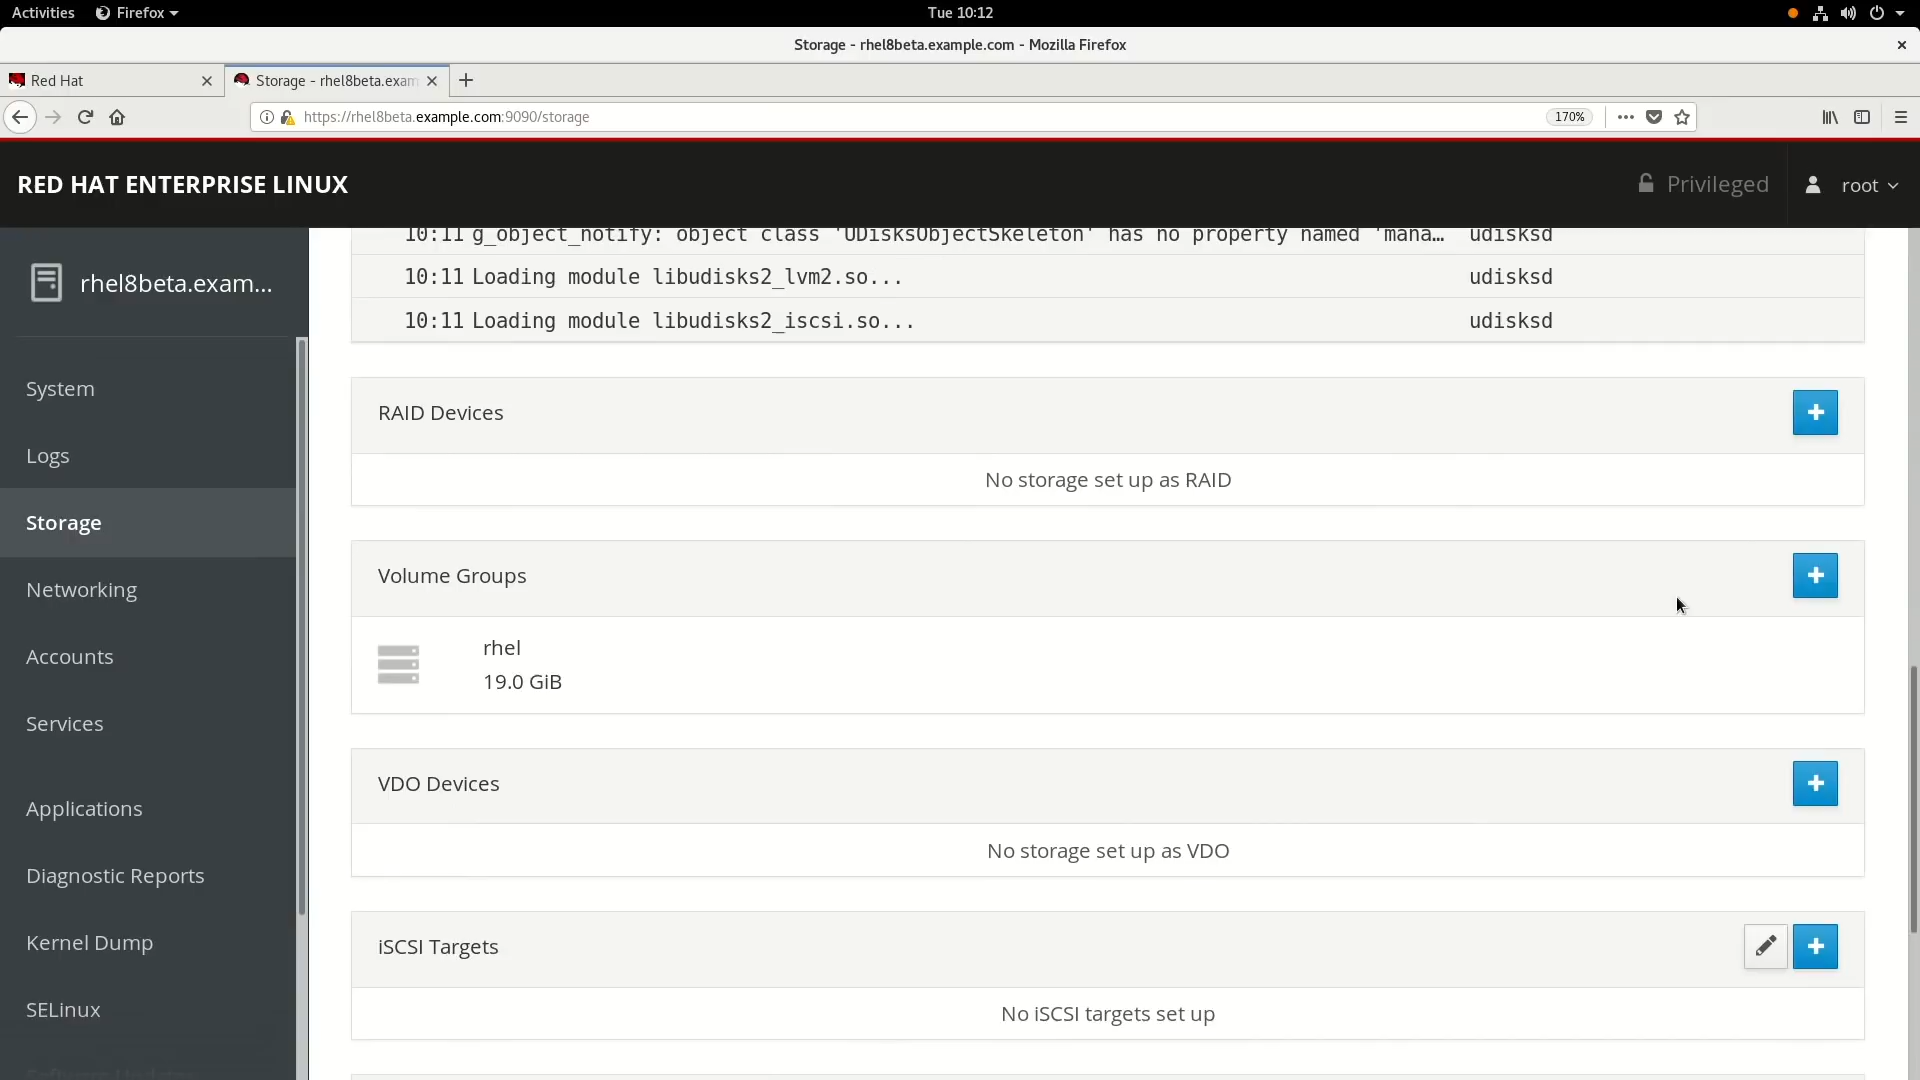 Activities
Firefox
Tue 10:12
Storage - rhel8beta.example.com - Mozilla Firefox
Red Hat
Storage - rhel8beta.exam
https://rhel8beta.example.com:9090/storage
170%
RED HAT ENTERPRISE LINUX
Privileged
root
rhel8beta.exam...
System
Logs
Storage
Networking
Accounts
Services
Applications
Diagnostic Reports
Kernel Dump
SELinux
Software Updates
10:11 g_object_notify: object class 'UDisksObjectSkeleton' has no property named 'mana… udisksd
10:11 Loading module libudisks2_lvm2.so... udisksd
10:11 Loading module libudisks2_iscsi.so... udisksd
RAID Devices
No storage set up as RAID
Volume Groups
rhel
19.0 GiB
VDO Devices
No storage set up as VDO
iSCSI Targets
No iSCSI targets set up